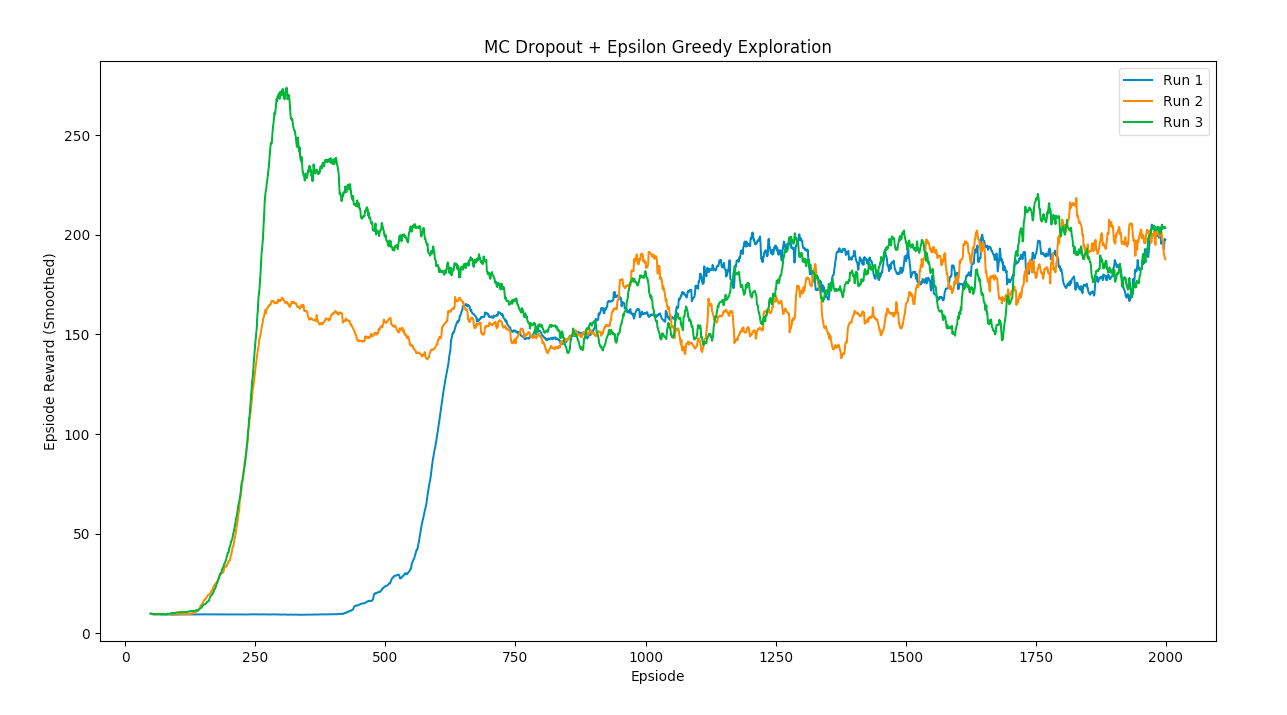 MC Dropout + Epsilon Greedy Exploration
Run 1
Run 2
Run 3
Epsiode Reward (Smoothed)
250
200
150
100
50
0
0 250 500 750 1000 1250 1500 1750 2000
Epsiode